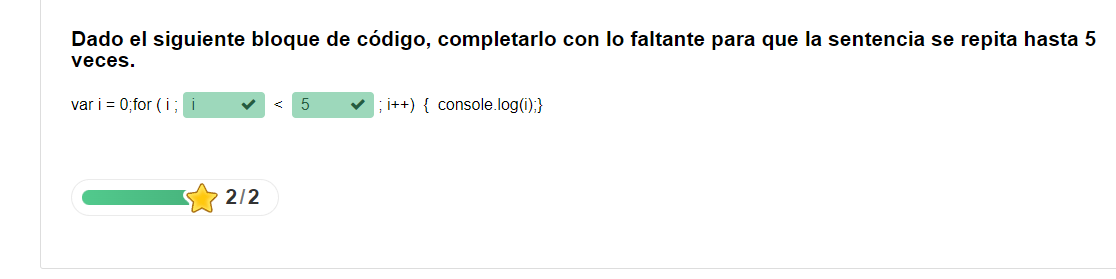 Dado el siguiente bloque de código, completarlo con lo faltante para que la sentencia se repita hasta 5
veces.
var i = 0;for ( i ; i < 5 ; i++) { console.log(i);}
2/2